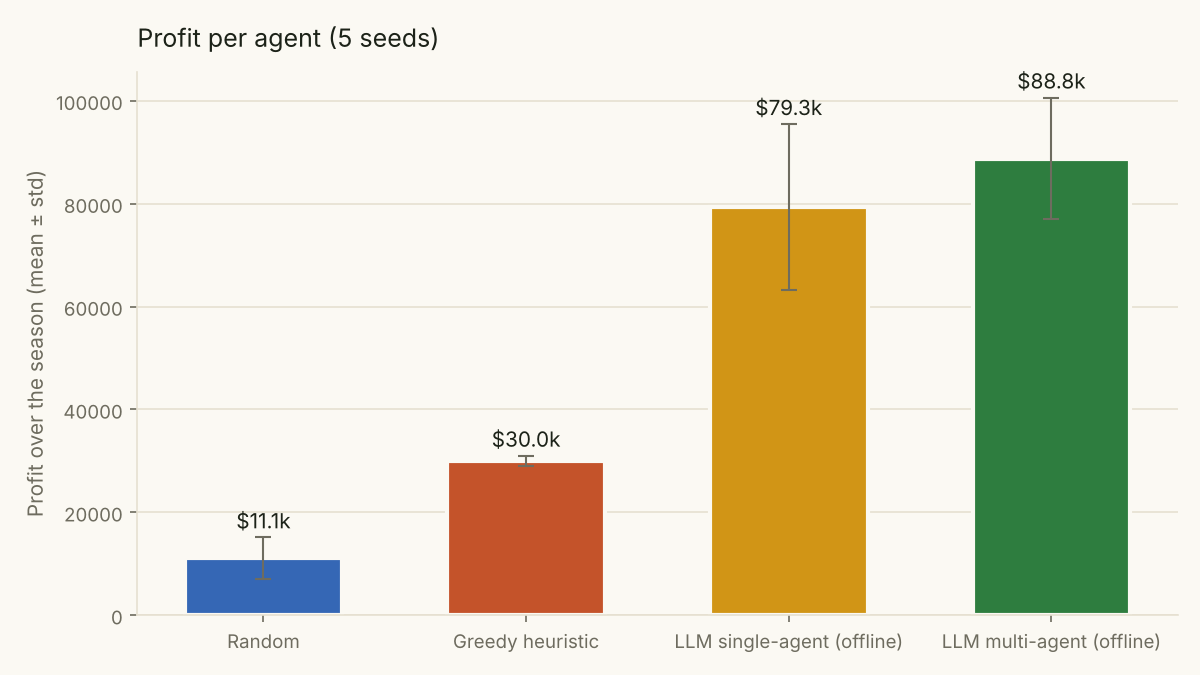 Profit per agent (5 seeds)
Profit over the season (mean ± std)
100000
80000
60000
40000
20000
0
$11.1k
$30.0k
$79.3k
$88.8k
Random
Greedy heuristic
LLM single-agent (offline)
LLM multi-agent (offline)